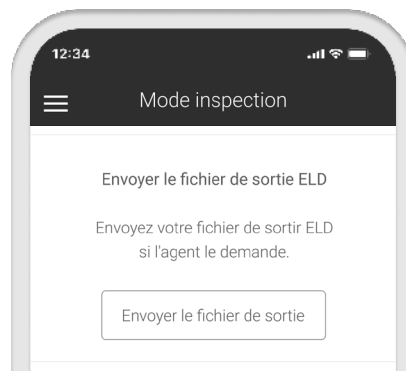 12:34
Mode inspection
Envoyer le fichier de sortie ELD
Envoyez votre fichier de sortir ELD
si l'agent le demande.
Envoyer le fichier de sortie